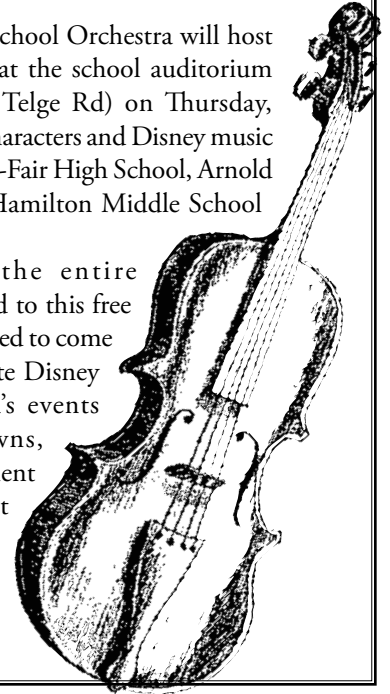 chool Orchestra will host
at the school auditorium
Telge Rd) on Thursday,
aracters and Disney music
-Fair High School, Arnold
Hamilton Middle School
the entire
d to this free
ed to come
te Disney
's events
wns,
ent
t